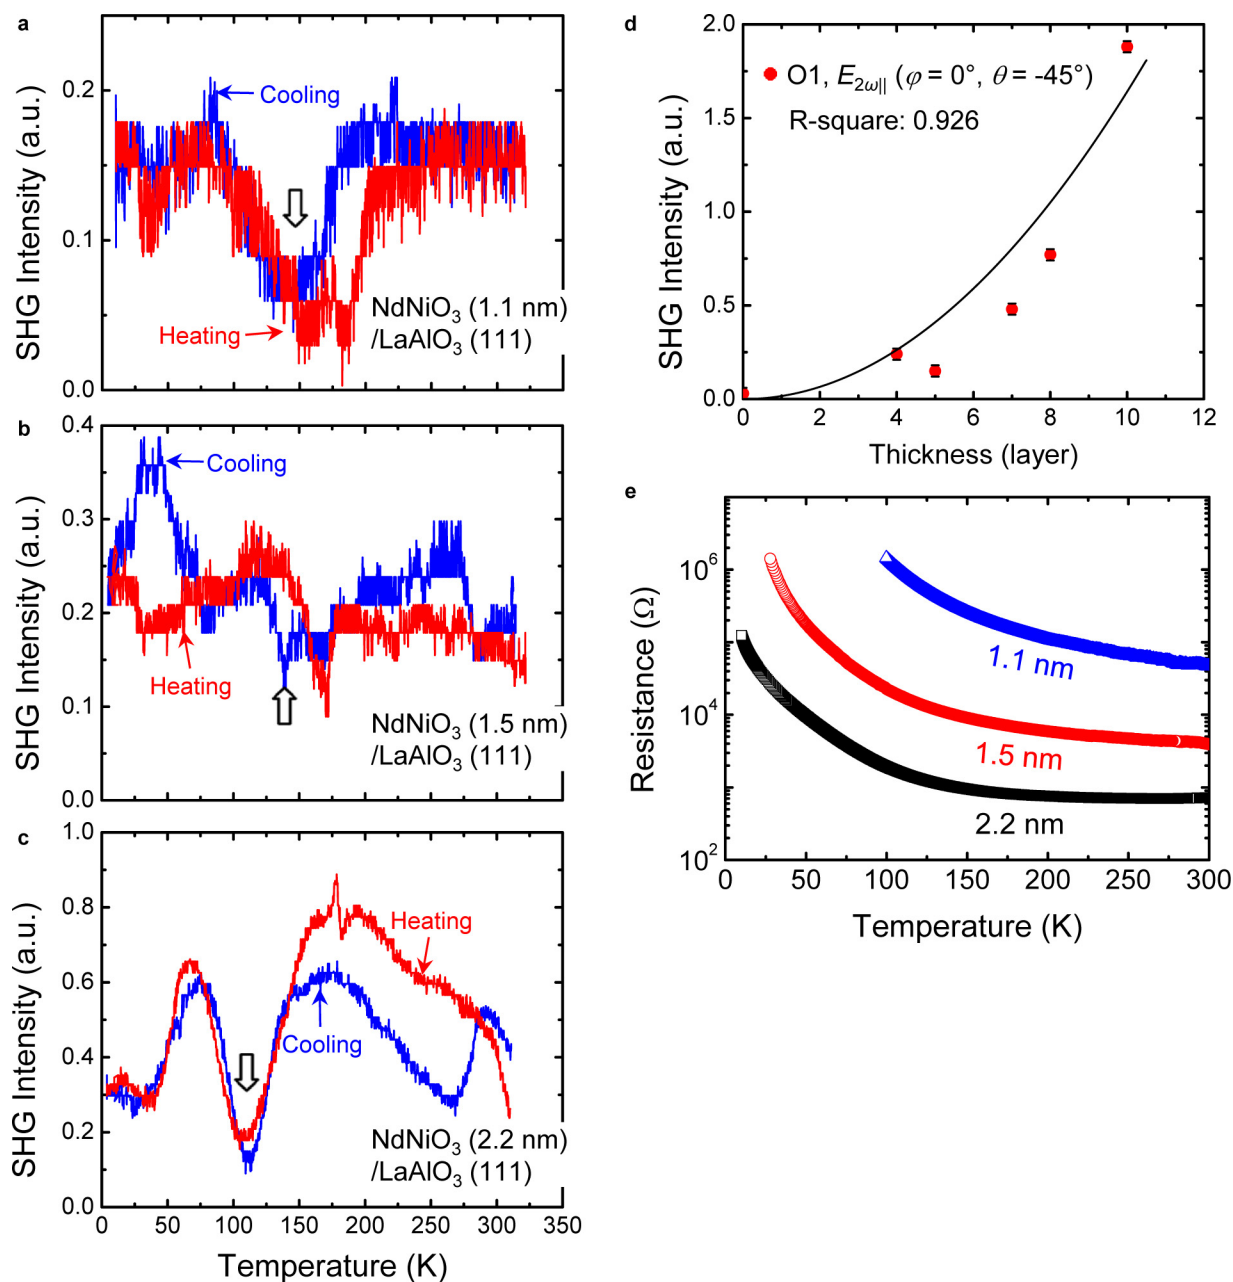 a
SHG Intensity (a.u.)
0.2
0.1
0.0
Cooling
Heating
NdNiO3 (1.1 nm)
/LaAlO3 (111)
b
SHG Intensity (a.u.)
0.4
0.3
0.2
0.1
0.0
Cooling
Heating
NdNiO3 (1.5 nm)
/LaAlO3 (111)
c
SHG Intensity (a.u.)
1.0
0.8
0.6
0.4
0.2
0.0
Heating
Cooling
NdNiO3 (2.2 nm)
/LaAlO3 (111)
0 50 100 150 200 250 300 350
Temperature (K)
d
SHG Intensity (a.u.)
2.0
1.5
1.0
0.5
0.0
O1, E2ω|| (φ = 0°, θ = -45°)
R-square: 0.926
0 2 4 6 8 10 12
Thickness (layer)
e
Resistance (Ω)
10^6
10^4
10^2
1.1 nm
1.5 nm
2.2 nm
0 50 100 150 200 250 300
Temperature (K)